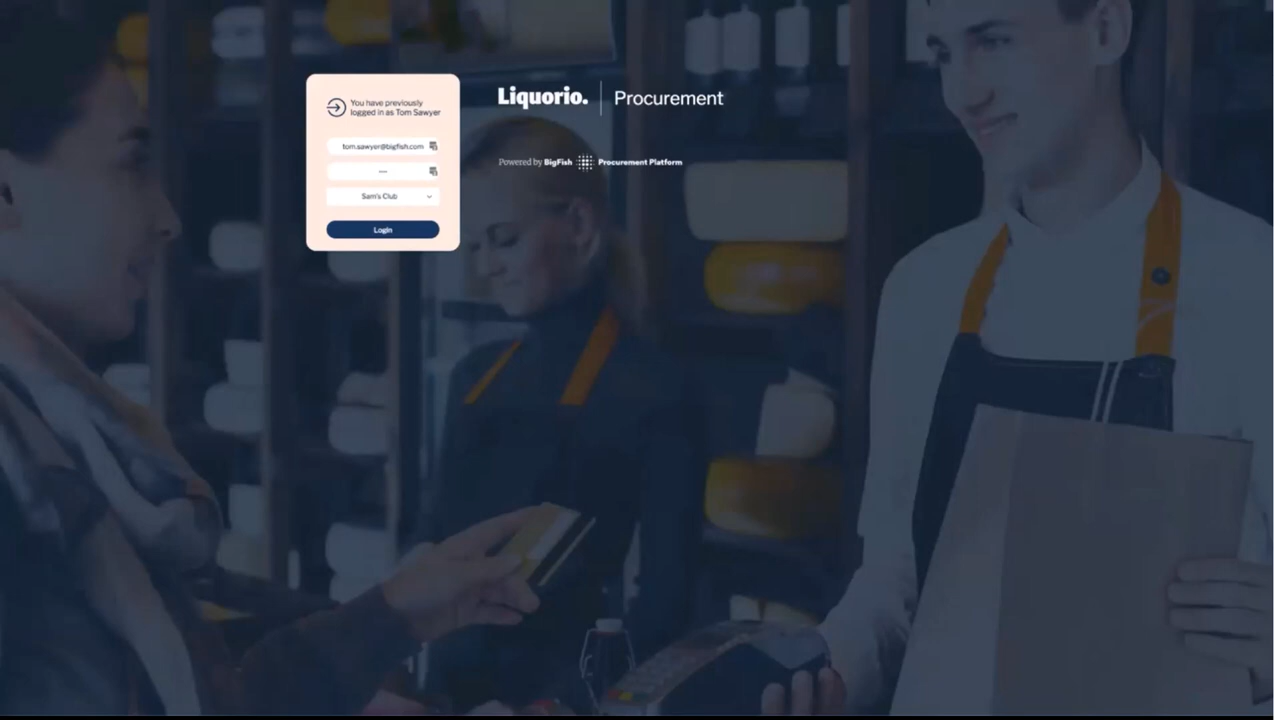 You have previously
logged in as Tom Sawyer
tom.sawyer@bigfish.com
Sam's Club
Login
Liquorio. | Procurement
Powered by BigFish Procurement Platform